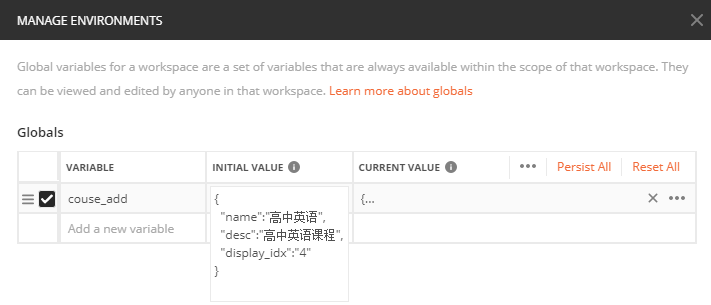 MANAGE ENVIRONMENTS
Global variables for a workspace are a set of variables that are always available within the scope of that workspace. They
can be viewed and edited by anyone in that workspace. Learn more about globals
Globals
VARIABLE INITIAL VALUE CURRENT VALUE ••• Persist All Reset All
couse_add
{
"name":"高中英语",
"desc":"高中英语课程",
"display_idx":"4"
}
{...
Add a new variable